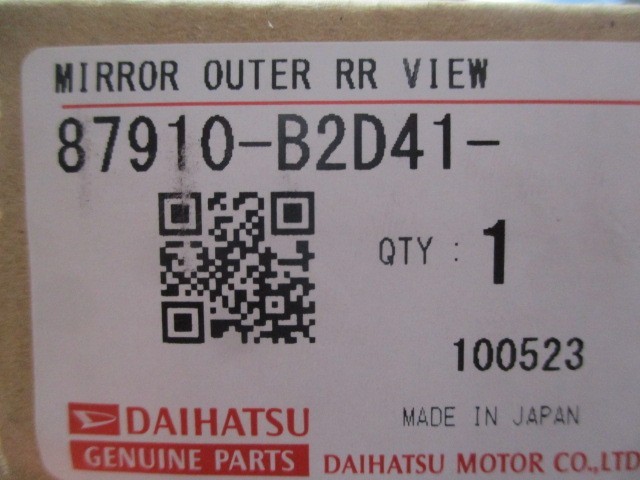 MIRROR OUTER RR VIEW
87910-B2D41-
QTY : 1
100523
MADE IN JAPAN
DAIHATSU
GENUINE PARTS
DAIHATSU MOTOR CO.,LTD